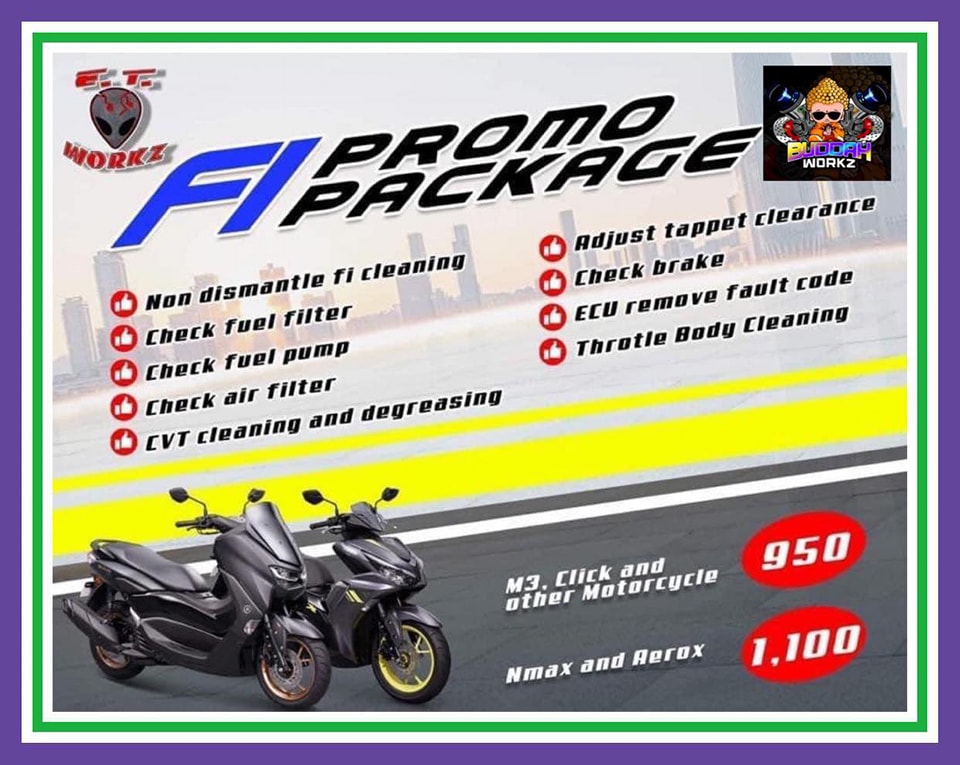 E.T.
WORKZ
FI PROMO
PACKAGE
BUDDAH
WORKZ
Non dismantle fi cleaning
Check fuel filter
Check fuel pump
Check air filter
CVT cleaning and degreasing
Adjust tappet clearance
Check brake
ECU remove fault code
Throtle Body Cleaning
M3. Click and
other Motorcycle
950
Nmax and Aerox
1,100